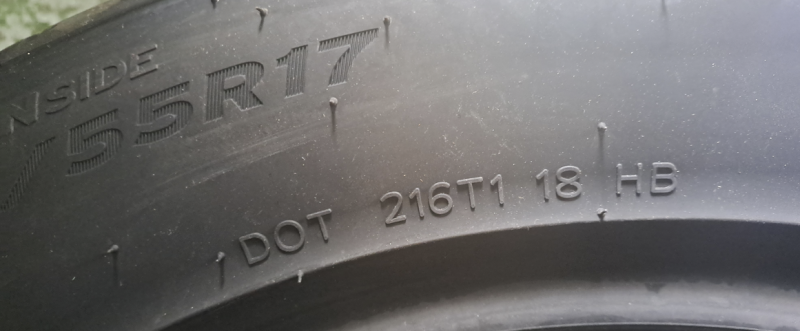 NSIDE
/55R17
DOT 216T1 18 HB